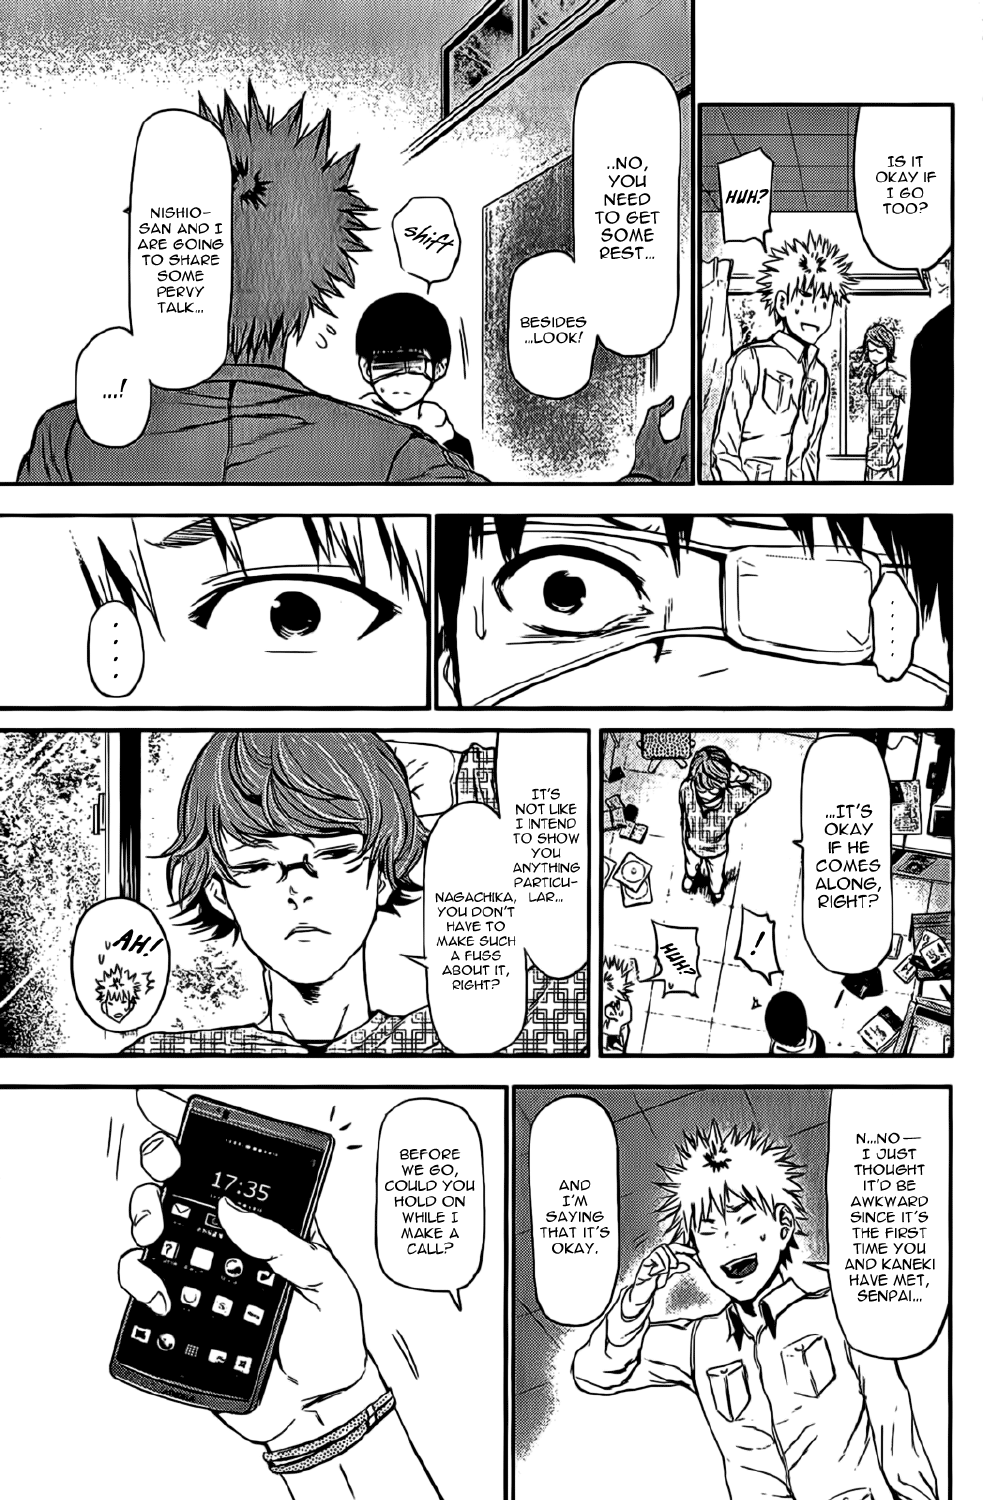 IS IT
OKAY IF
I GO
TOO?
HUH?
..NO,
YOU
NEED
TO GET
SOME
REST...
BESIDES
...LOOK!
shift
NISHIO-
SAN AND I
ARE GOING
TO SHARE
SOME
PERVY
TALK...
...!
. . . . .
. . . .
...IT'S
OKAY
IF HE
COMES
ALONG,
RIGHT?
!
HUH?
IT'S
NOT LIKE
I INTEND
TO SHOW
YOU
ANYTHING
PARTICU-
LAR...
NAGACHIKA,
YOU DON'T
HAVE TO
MAKE SUCH
A FUSS
ABOUT IT,
RIGHT?
AH!
N...NO—
I JUST
THOUGHT
IT'D BE
AWKWARD
SINCE IT'S
THE FIRST
TIME YOU
AND KANEKI
HAVE MET,
SENPAI...
AND
I'M
SAYING
THAT IT'S
OKAY.
BEFORE
WE GO,
COULD YOU
HOLD ON
WHILE I
MAKE A
CALL?
17:35